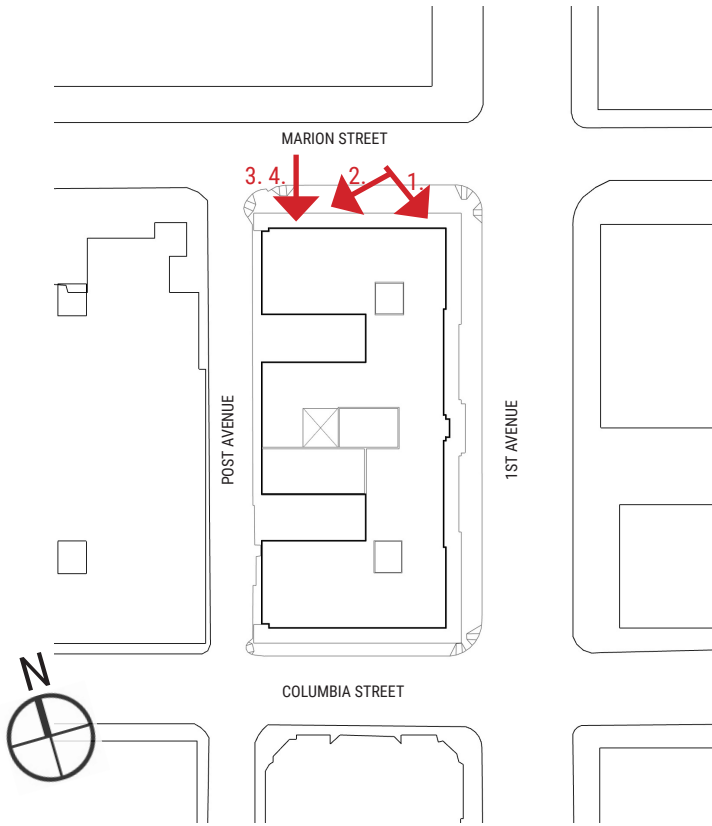 MARION STREET
3. 4.
2.
1.
POST AVENUE
1ST AVENUE
COLUMBIA STREET
N